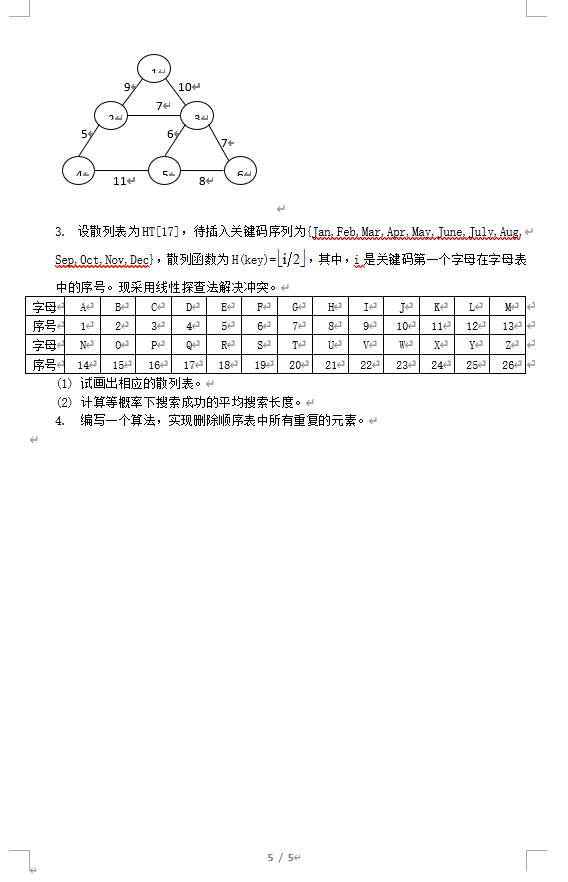 1
9 10
7
2 3
5 6 7
4 5 6
11 8
3. 设散列表为HT[17]，待插入关键码序列为{Jan,Feb,Mar,Apr,May,June,July,Aug,
Sep,Oct,Nov,Dec}，散列函数为H(key)=⌊i/2⌋，其中，i是关键码第一个字母在字母表
中的序号。现采用线性探查法解决冲突。
字母 A B C D E F G H I J K L M
序号 1 2 3 4 5 6 7 8 9 10 11 12 13
字母 N O P Q R S T U V W X Y Z
序号 14 15 16 17 18 19 20 21 22 23 24 25 26
(1) 试画出相应的散列表。
(2) 计算等概率下搜索成功的平均搜索长度。
4. 编写一个算法，实现删除顺序表中所有重复的元素。
5 / 5